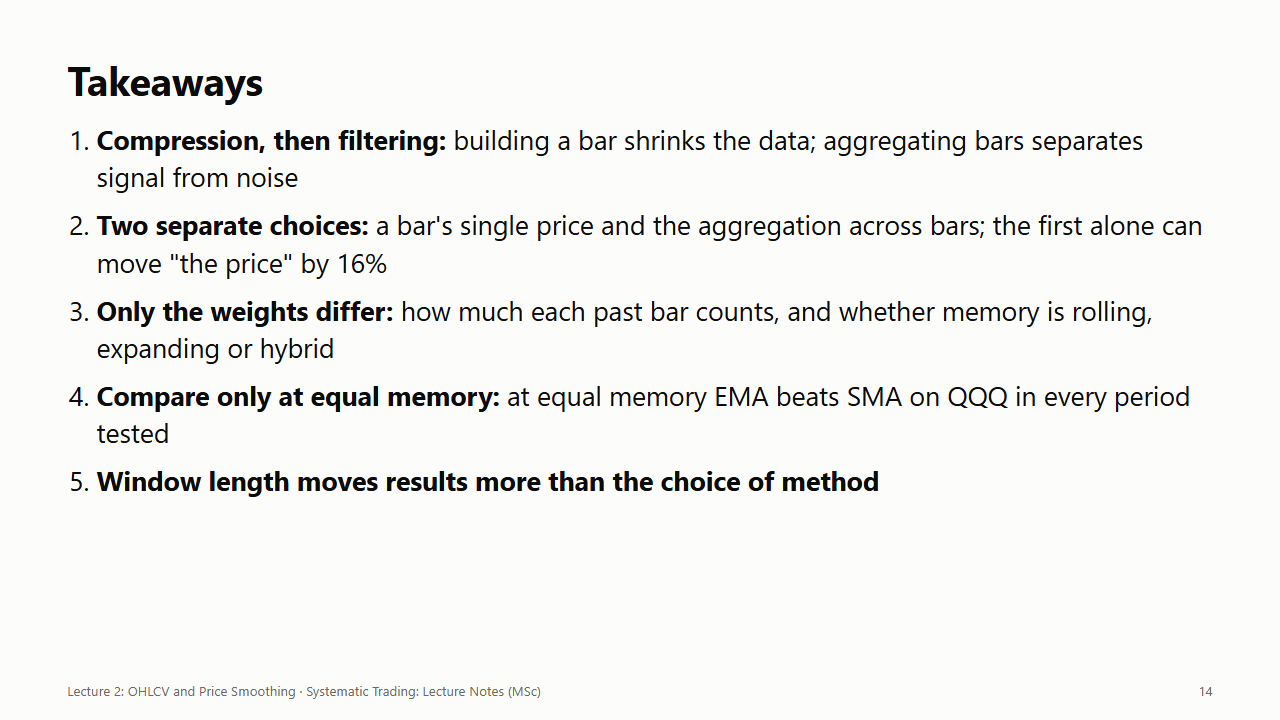 Takeaways
1. Compression, then filtering: building a bar shrinks the data; aggregating bars separates
signal from noise
2. Two separate choices: a bar's single price and the aggregation across bars; the first alone can
move "the price" by 16%
3. Only the weights differ: how much each past bar counts, and whether memory is rolling,
expanding or hybrid
4. Compare only at equal memory: at equal memory EMA beats SMA on QQQ in every period
tested
5. Window length moves results more than the choice of method
Lecture 2: OHLCV and Price Smoothing · Systematic Trading: Lecture Notes (MSc)
14